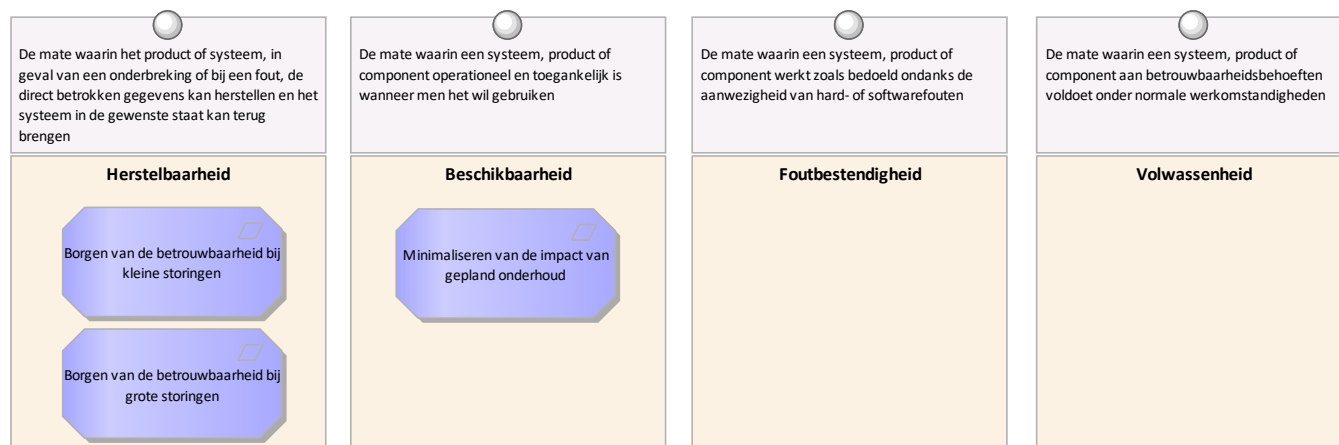 De mate waarin het product of systeem, in
geval van een onderbreking of bij een fout, de
direct betrokken gegevens kan herstellen en het
systeem in de gewenste staat kan terug
brengen
De mate waarin een systeem, product of
component operationeel en toegankelijk is
wanneer men het wil gebruiken
De mate waarin een systeem, product of
component werkt zoals bedoeld ondanks de
aanwezigheid van hard- of softwarefouten
De mate waarin een systeem, product of
component aan betrouwbaarheidsbehoeften
voldoet onder normale werkomstandigheden
Herstelbaarheid
Borgen van de betrouwbaarheid bij
kleine storingen
Borgen van de betrouwbaarheid bij
grote storingen
Beschikbaarheid
Minimaliseren van de impact van
gepland onderhoud
Foutbestendigheid
Volwassenheid